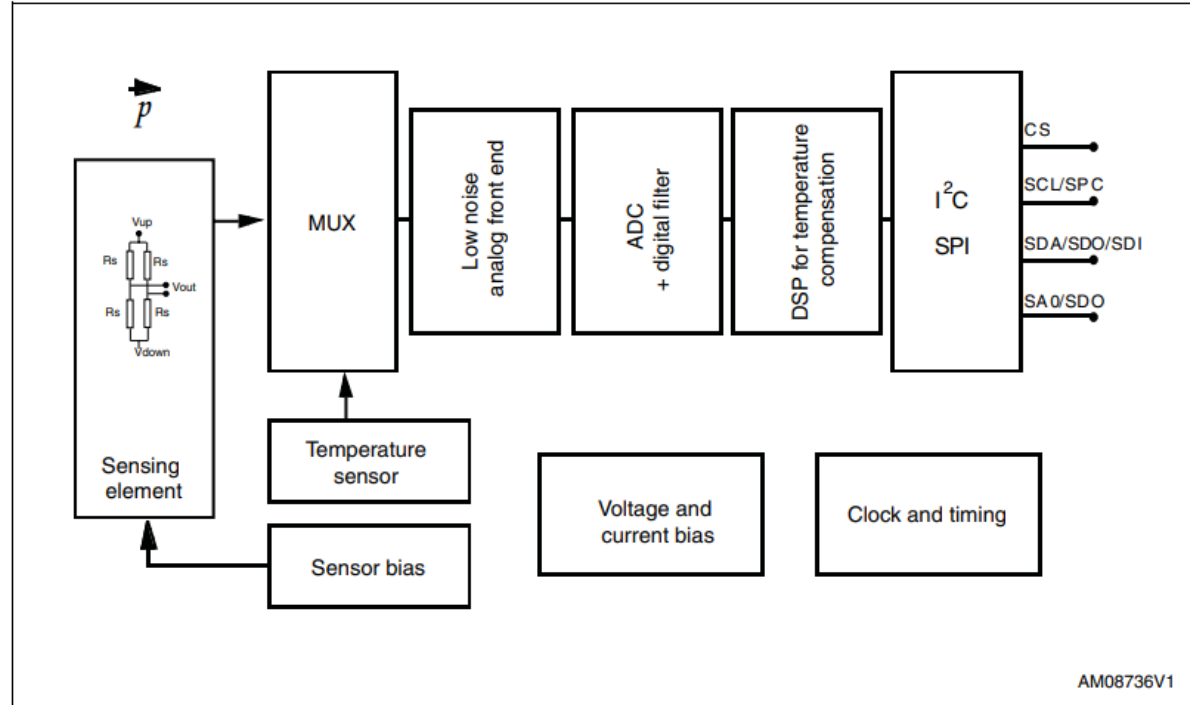 p
Vup
Rs
Rs
Vout
Rs
Rs
Vdown
Sensing
element
MUX
Temperature
sensor
Sensor bias
Low noise
analog front end
ADC
+ digital filter
DSP for temperature
compensation
I²C
SPI
CS
SCL/SPC
SDA/SDO/SDI
SA0/SDO
Voltage and
current bias
Clock and timing
AM08736V1